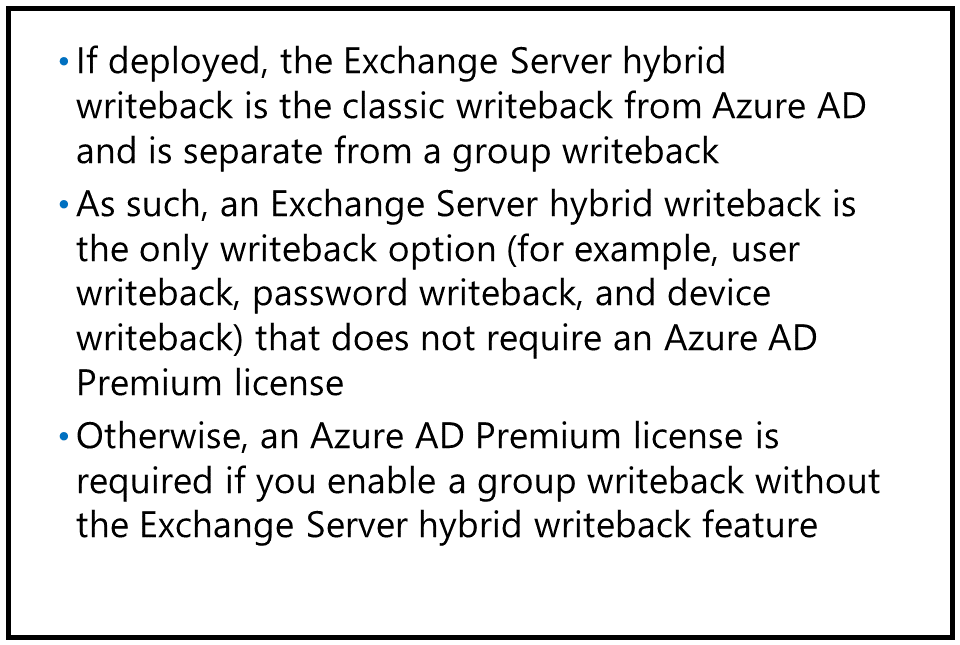 • If deployed, the Exchange Server hybrid
writeback is the classic writeback from Azure AD
and is separate from a group writeback
• As such, an Exchange Server hybrid writeback is
the only writeback option (for example, user
writeback, password writeback, and device
writeback) that does not require an Azure AD
Premium license
• Otherwise, an Azure AD Premium license is
required if you enable a group writeback without
the Exchange Server hybrid writeback feature